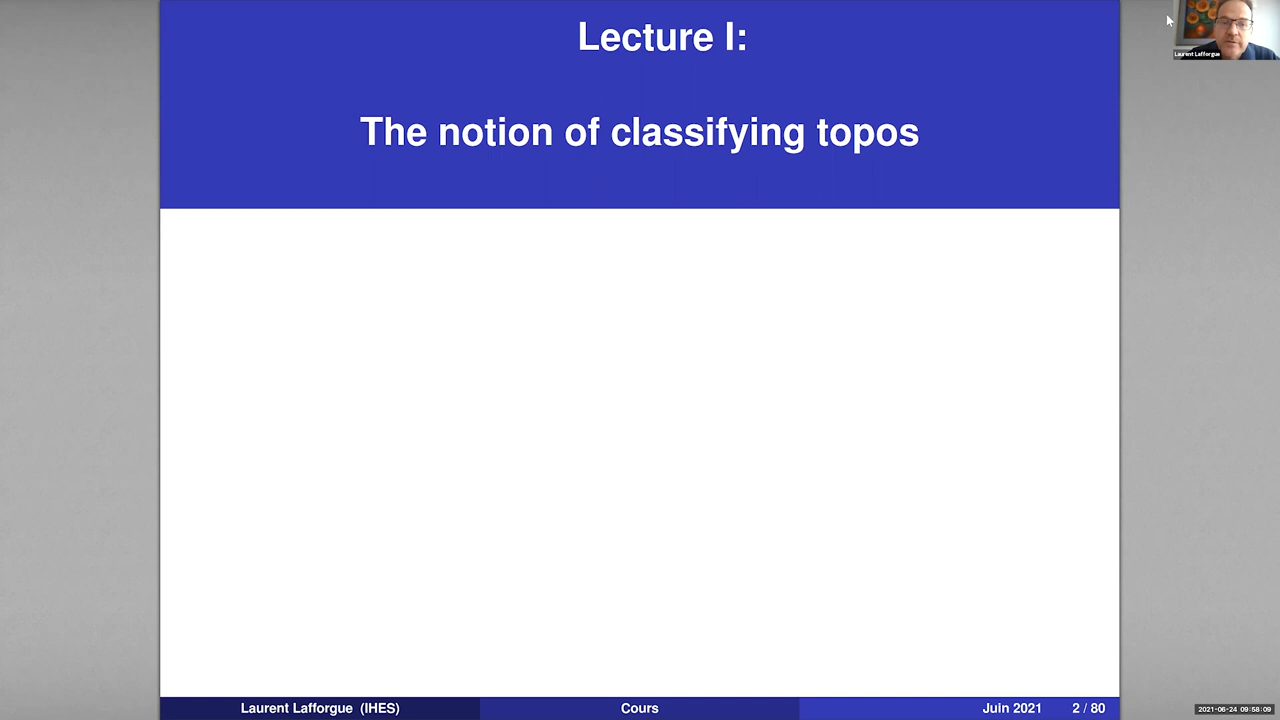 Lecture I:
The notion of classifying topos
Laurent Lafforgue
Laurent Lafforgue (IHES)
Cours
Juin 2021
2 / 80
2021-06-24 09:58:09